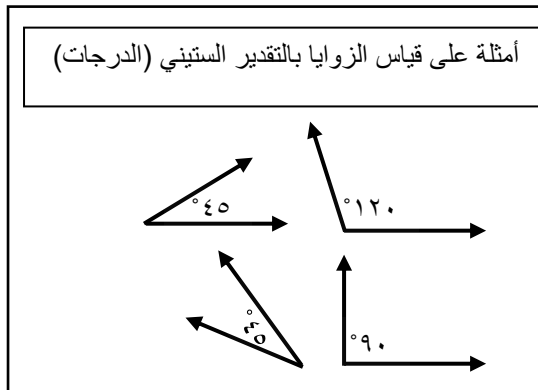 أمثلة على قياس الزوايا بالتقدير الستيني (الدرجات)
١٢٠°
٤٥°
٩٠°
٤٥°